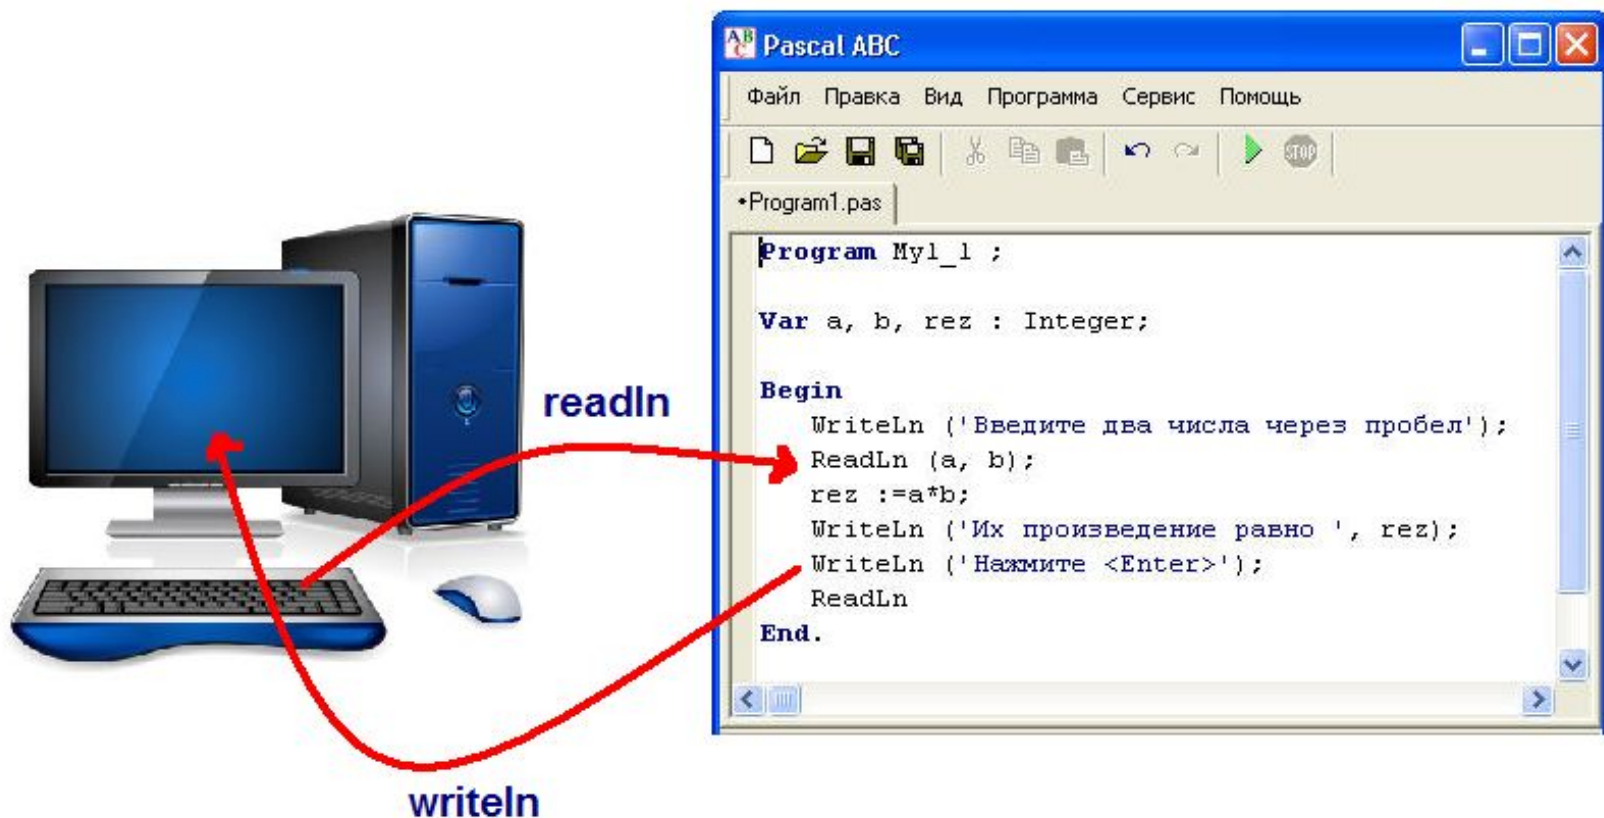 Pascal ABC
Файл Правка Вид Программа Сервис Помощь
STOP
•Program1.pas
Program My1_1 ;
Var a, b, rez : Integer;
Begin
WriteLn ('Введите два числа через пробел');
ReadLn (a, b);
rez :=a*b;
WriteLn ('Их произведение равно ', rez);
WriteLn ('Нажмите <Enter>');
ReadLn
End.
readln
writeln